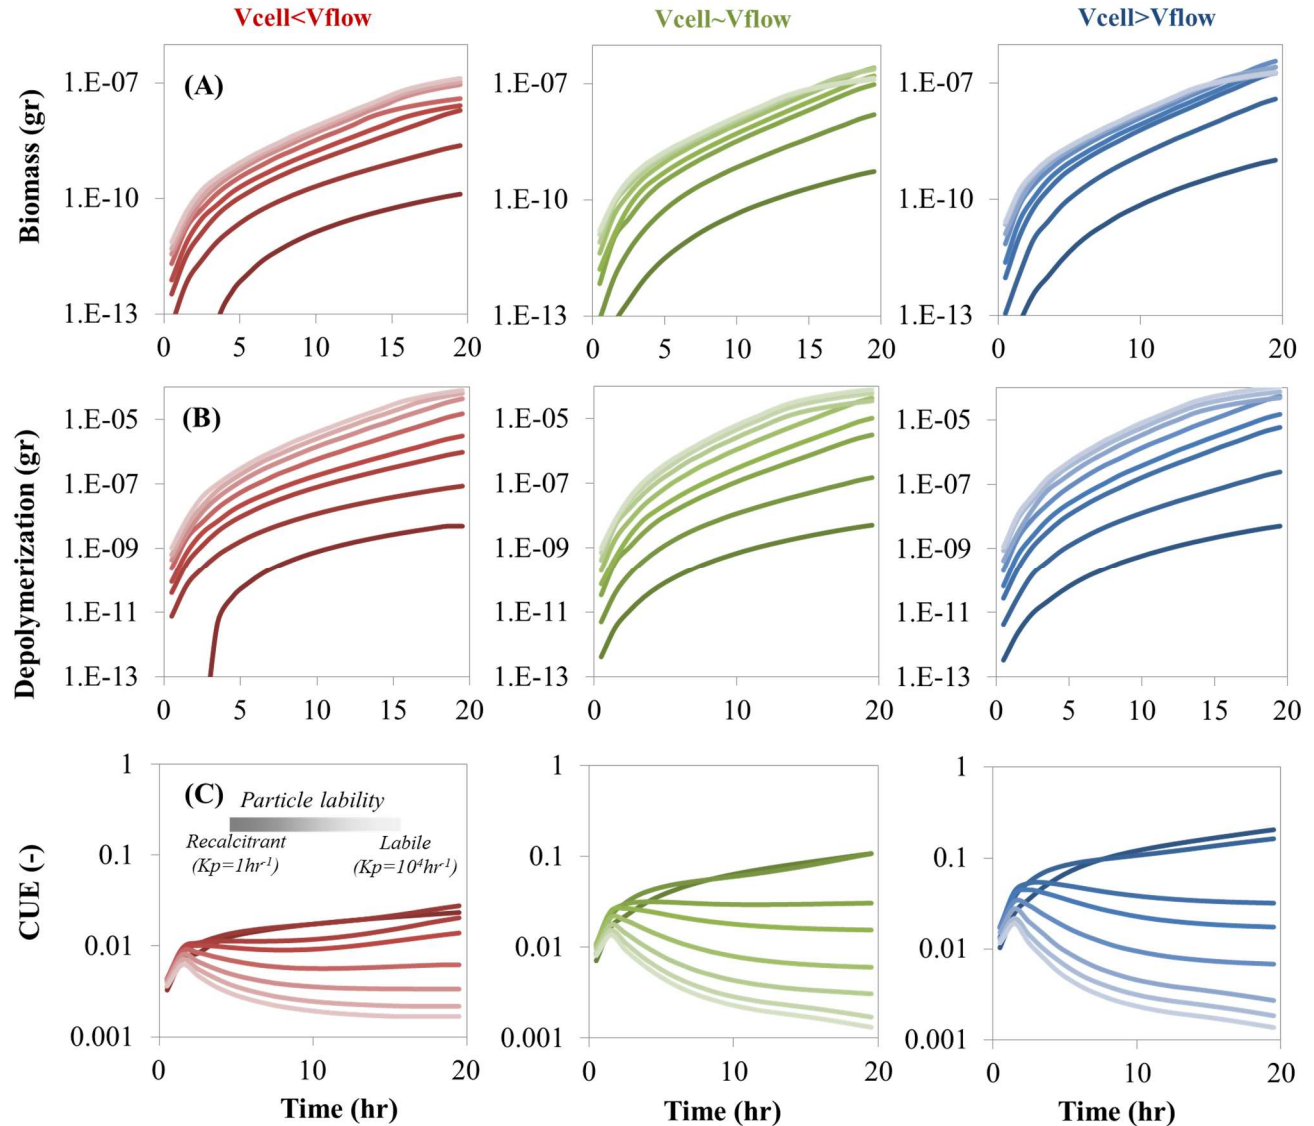 Vcell<Vflow
Vcell~Vflow
Vcell>Vflow
Biomass (gr)
(A)
1.E-07
1.E-10
1.E-13
0 5 10 15 20
1.E-07
1.E-10
1.E-13
0 10 20
1.E-07
1.E-10
1.E-13
0 5 10 15 20
Depolymerization (gr)
(B)
1.E-05
1.E-07
1.E-09
1.E-11
1.E-13
0 5 10 15 20
1.E-05
1.E-07
1.E-09
1.E-11
1.E-13
0 10 20
1.E-05
1.E-07
1.E-09
1.E-11
1.E-13
0 5 10 15 20
CUE (-)
(C)
Particle lability
Recalcitrant
(Kp=1hr-1)
Labile
(Kp=10⁴hr-1)
1
0.1
0.01
0.001
0 10 20
Time (hr)
1
0.1
0.01
0.001
0 10 20
Time (hr)
1
0.1
0.01
0.001
0 10 20
Time (hr)